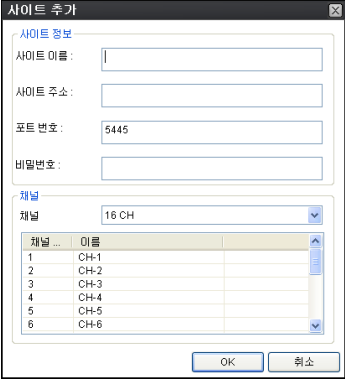 사이트 추가
사이트 정보
사이트 이름 :
사이트 주소 :
포트 번호 : 5445
비밀번호 :
채널
채널 16 CH
채널 ... 이름
1 CH-1
2 CH-2
3 CH-3
4 CH-4
5 CH-5
6 CH-6
OK 취소